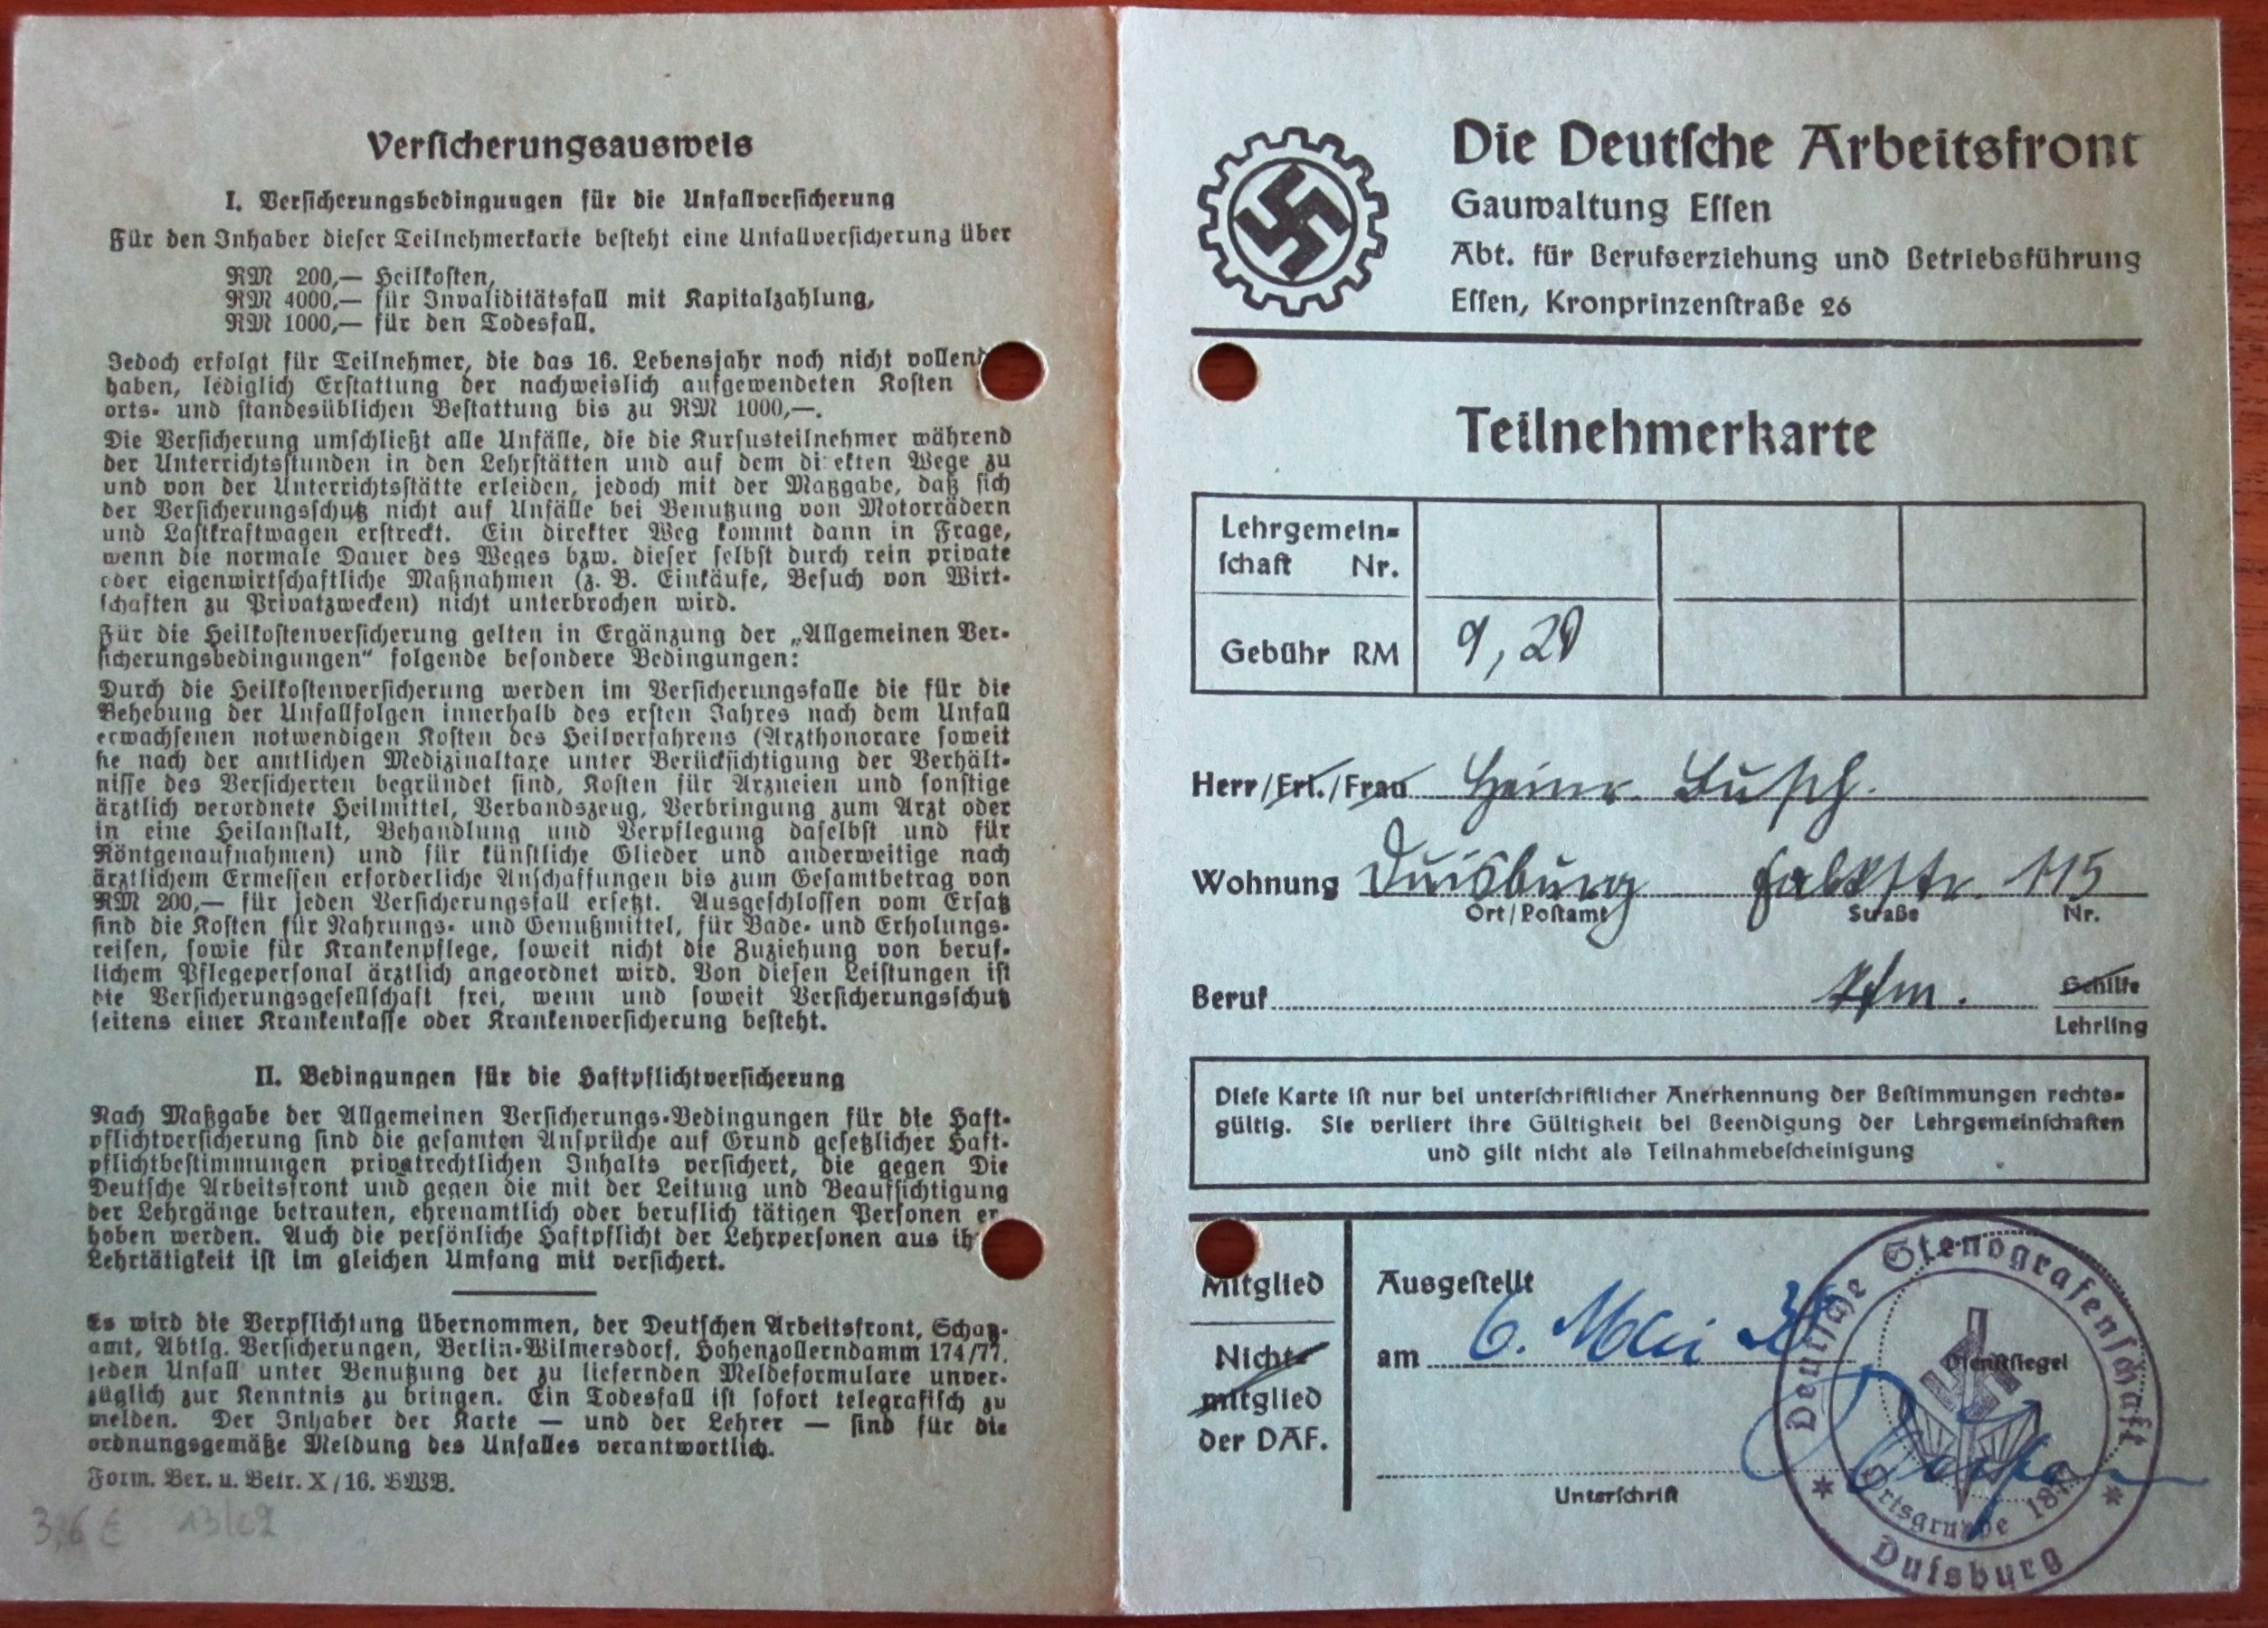 Versicherungsausweis
I. Versicherungsbedingungen für die Unfallversicherung
Für den Inhaber dieser Teilnehmerkarte besteht eine Unfallversicherung über
RM 200,— Heilkosten,
RM 4000,— für Invaliditätsfall mit Kapitalzahlung,
RM 1000,— für den Todesfall.
Jedoch erfolgt für Teilnehmer, die das 16. Lebensjahr noch nicht vollend
haben, lediglich Erstattung der nachweislich aufgewendeten Kosten
orts- und standesüblichen Bestattung bis zu RM 1000,—.
Die Versicherung umschließt alle Unfälle, die die Kursusteilnehmer während
der Unterrichtsstunden in den Lehrstätten und auf dem direkten Wege zu
und von der Unterrichtsstätte erleiden, jedoch mit der Maßgabe, daß sich
der Versicherungsschutz nicht auf Unfälle bei Benutzung von Motorrädern
und Lastkraftwagen erstreckt. Ein direkter Weg kommt dann in Frage,
wenn die normale Dauer des Weges bzw. dieser selbst durch rein private
oder eigenwirtschaftliche Maßnahmen (z. B. Einkäufe, Besuch von Wirt-
schaften zu Privatzwecken) nicht unterbrochen wird.
Für die Heilkostenversicherung gelten in Ergänzung der „Allgemeinen Ver-
sicherungsbedingungen“ folgende besondere Bedingungen:
Durch die Heilkostenversicherung werden im Versicherungsfalle die für die
Behebung der Unfallfolgen innerhalb des ersten Jahres nach dem Unfall
erwachsenen notwendigen Kosten des Heilverfahrens (Arzthonorare soweit
sie nach der amtlichen Medizinaltaxe unter Berücksichtigung der Verhält-
nisse des Versicherten begründet sind, Kosten für Arzneien und sonstige
ärztlich verordnete Heilmittel, Verbandszeug, Verbringung zum Arzt oder
in eine Heilanstalt, Behandlung und Verpflegung daselbst und für
Röntgenaufnahmen) und für künstliche Glieder und anderweitige nach
ärztlichem Ermessen erforderliche Anschaffungen bis zum Gesamtbetrag von
RM 200,— für jeden Versicherungsfall ersetzt. Ausgeschlossen vom Ersatz
sind die Kosten für Nahrungs- und Genußmittel, für Bade- und Erholungs-
reisen, sowie für Krankenpflege, soweit nicht die Zuziehung von beruf-
lichem Pflegepersonal ärztlich angeordnet wird. Von diesen Leistungen ist
die Versicherungsgesellschaft frei, wenn und soweit Versicherungsschutz
seitens einer Krankenkasse oder Krankenversicherung besteht.
II. Bedingungen für die Haftpflichtversicherung
Nach Maßgabe der Allgemeinen Versicherungs-Bedingungen für die Haft-
pflichtversicherung sind die gesamten Ansprüche auf Grund gesetzlicher Haft-
pflichtbestimmungen privatrechtlichen Inhalts versichert, die gegen Die
Deutsche Arbeitsfront und gegen die mit der Leitung und Beaufsichtigung
der Lehrgänge betrauten, ehrenamtlich oder beruflich tätigen Personen er
hoben werden. Auch die persönliche Haftpflicht der Lehrpersonen aus ih
Lehrtätigkeit ist im gleichen Umfang mit versichert.
Es wird die Verpflichtung übernommen, der Deutschen Arbeitsfront, Schatz-
amt, Abtlg. Versicherungen, Berlin-Wilmersdorf, Hohenzollerndamm 174/77,
jeden Unfall unter Benutzung der zu liefernden Meldeformulare unver-
züglich zur Kenntnis zu bringen. Ein Todesfall ist sofort telegrafisch zu
melden. Der Inhaber der Karte — und der Lehrer — sind für die
ordnungsgemäße Meldung des Unfalles verantwortlich.
Form. Ber. u. Betr. X/16. BWB.
Die Deutsche Arbeitsfront
Gauwaltung Essen
Abt. für Berufserziehung und Betriebsführung
Essen, Kronprinzenstraße 26
Teilnehmerkarte
Lehrgemein-
schaft Nr.
Gebühr RM 9,20
Herr/Frl./Frau Heinr. Busch.
Wohnung Duisburg Falkstr. 115
Ort/Postamt Straße Nr.
Beruf Kfm. Gehilfe
Lehrling
Diese Karte ist nur bei unterschriftlicher Anerkennung der Bestimmungen rechts-
gültig. Sie verliert ihre Gültigkeit bei Beendigung der Lehrgemeinschaften
und gilt nicht als Teilnahmebescheinigung
Mitglied
Nicht-
mitglied
der DAF.
Ausgestellt
am 6. Mai
Dienstsiegel
Unterschrift
Deutsche Stenografenschaft
Ortsgruppe
Duisburg